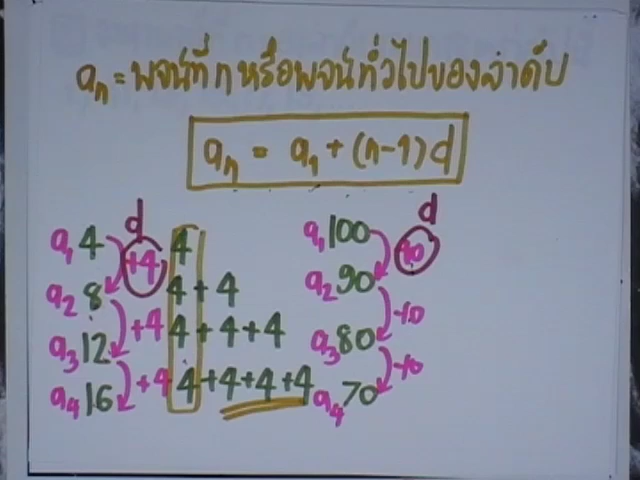 aₙ = พจน์ที่ n หรือพจน์ทั่วไปของลำดับ
aₙ = a₁ + (n-1)d
d
a₁ 4 +4 4
a₂ 8 4 + 4
+4
a₃ 12 4 + 4 + 4
+4
a₄ 16 4 + 4 + 4 + 4
d
a₁ 100
a₂ 90
-10
a₃ 80
-10
a₄ 70